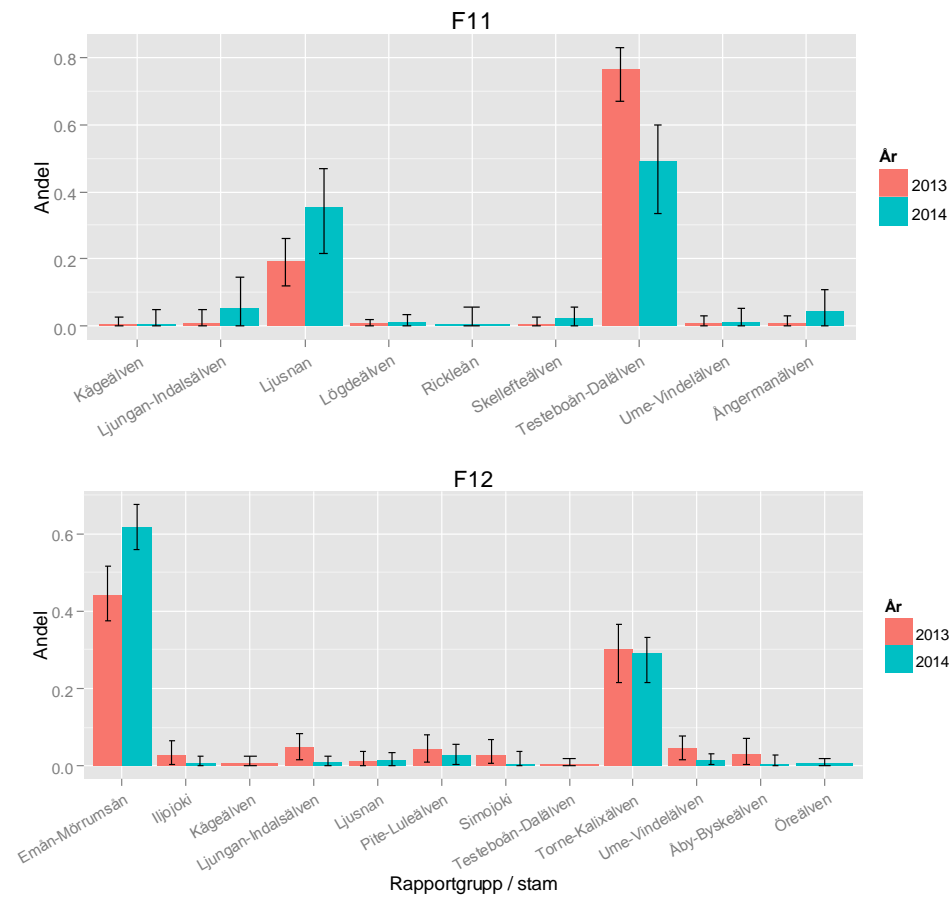 F11
0.8
0.6
0.4
0.2
0.0
Andel
Kågeälven
Ljungan-Indalsälven
Ljusnan
Lögdeälven
Rickleån
Skellefteälven
Testeboån-Dalälven
Ume-Vindelälven
Ångermanälven
År
2013
2014
F12
0.6
0.4
0.2
0.0
Andel
Emån-Mörrumsån
Iljojoki
Kågeälven
Ljungan-Indalsälven
Ljusnan
Pite-Luleälven
Simojoki
Testeboån-Dalälven
Torne-Kalixälven
Ume-Vindelälven
Åby-Byskeälven
Öreälven
Rapportgrupp / stam
År
2013
2014